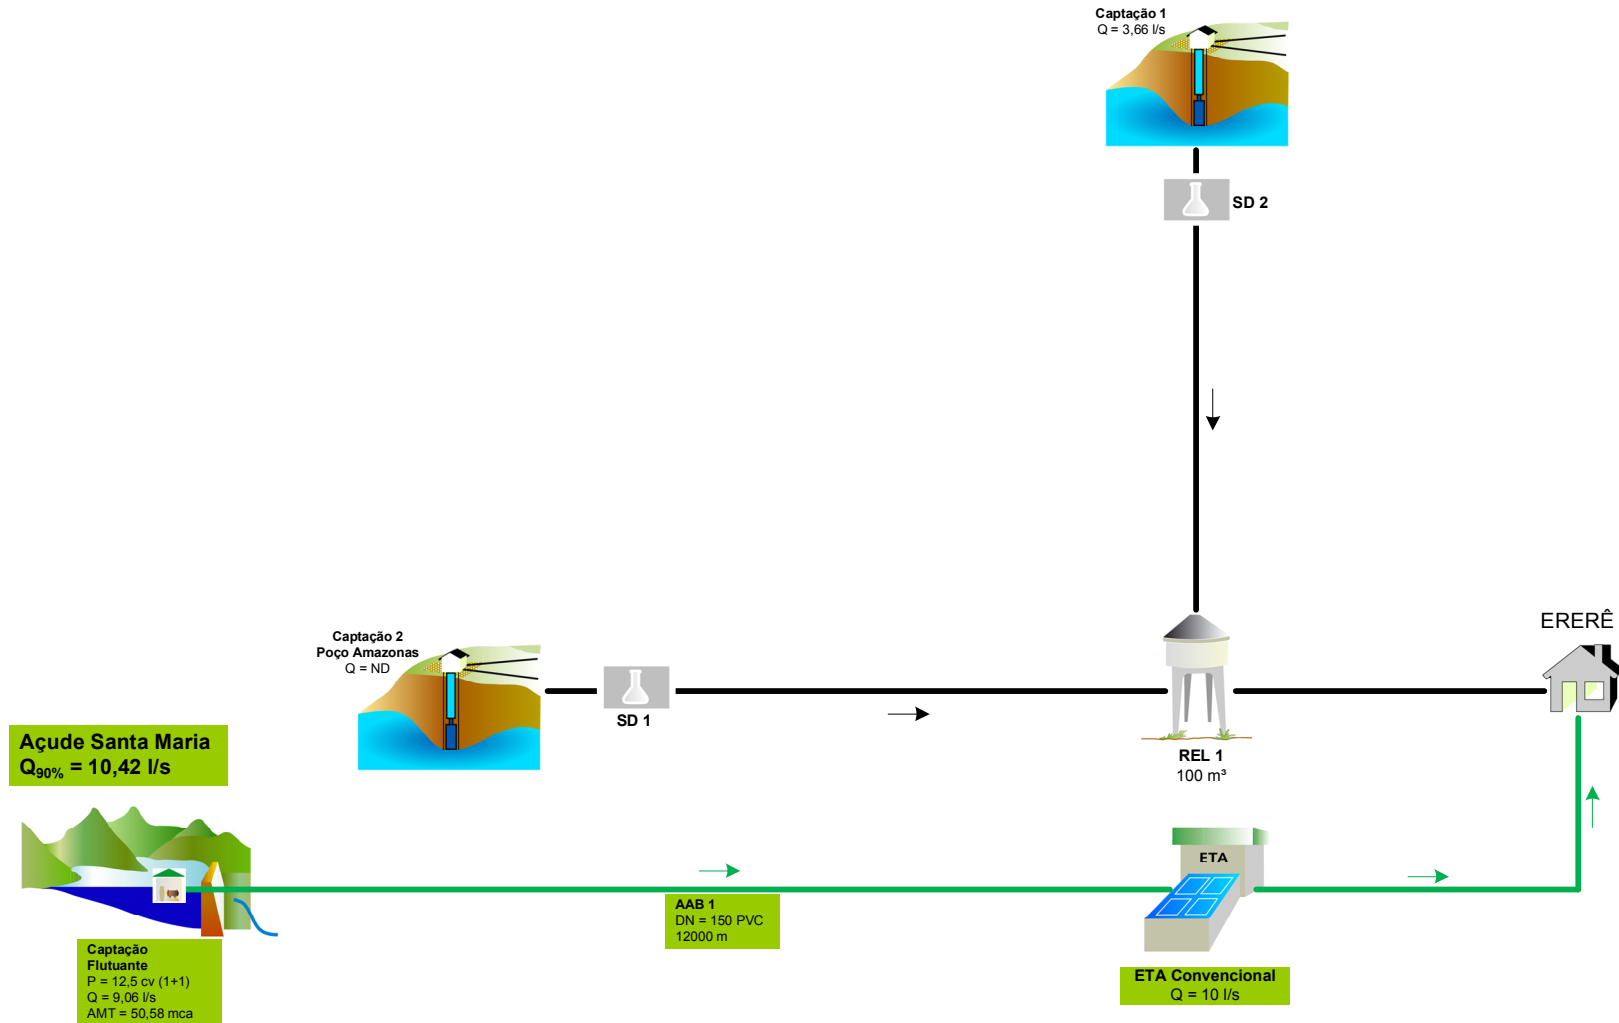 Captação 1
Q = 3,66 l/s
SD 2
ERERÊ
Captação 2
Poço Amazonas
Q = ND
SD 1
REL 1
100 m³
Açude Santa Maria
Q90% = 10,42 l/s
ETA
AAB 1
DN = 150 PVC
12000 m
Captação
Flutuante
P = 12,5 cv (1+1)
Q = 9,06 l/s
AMT = 50,58 mca
ETA Convencional
Q = 10 l/s